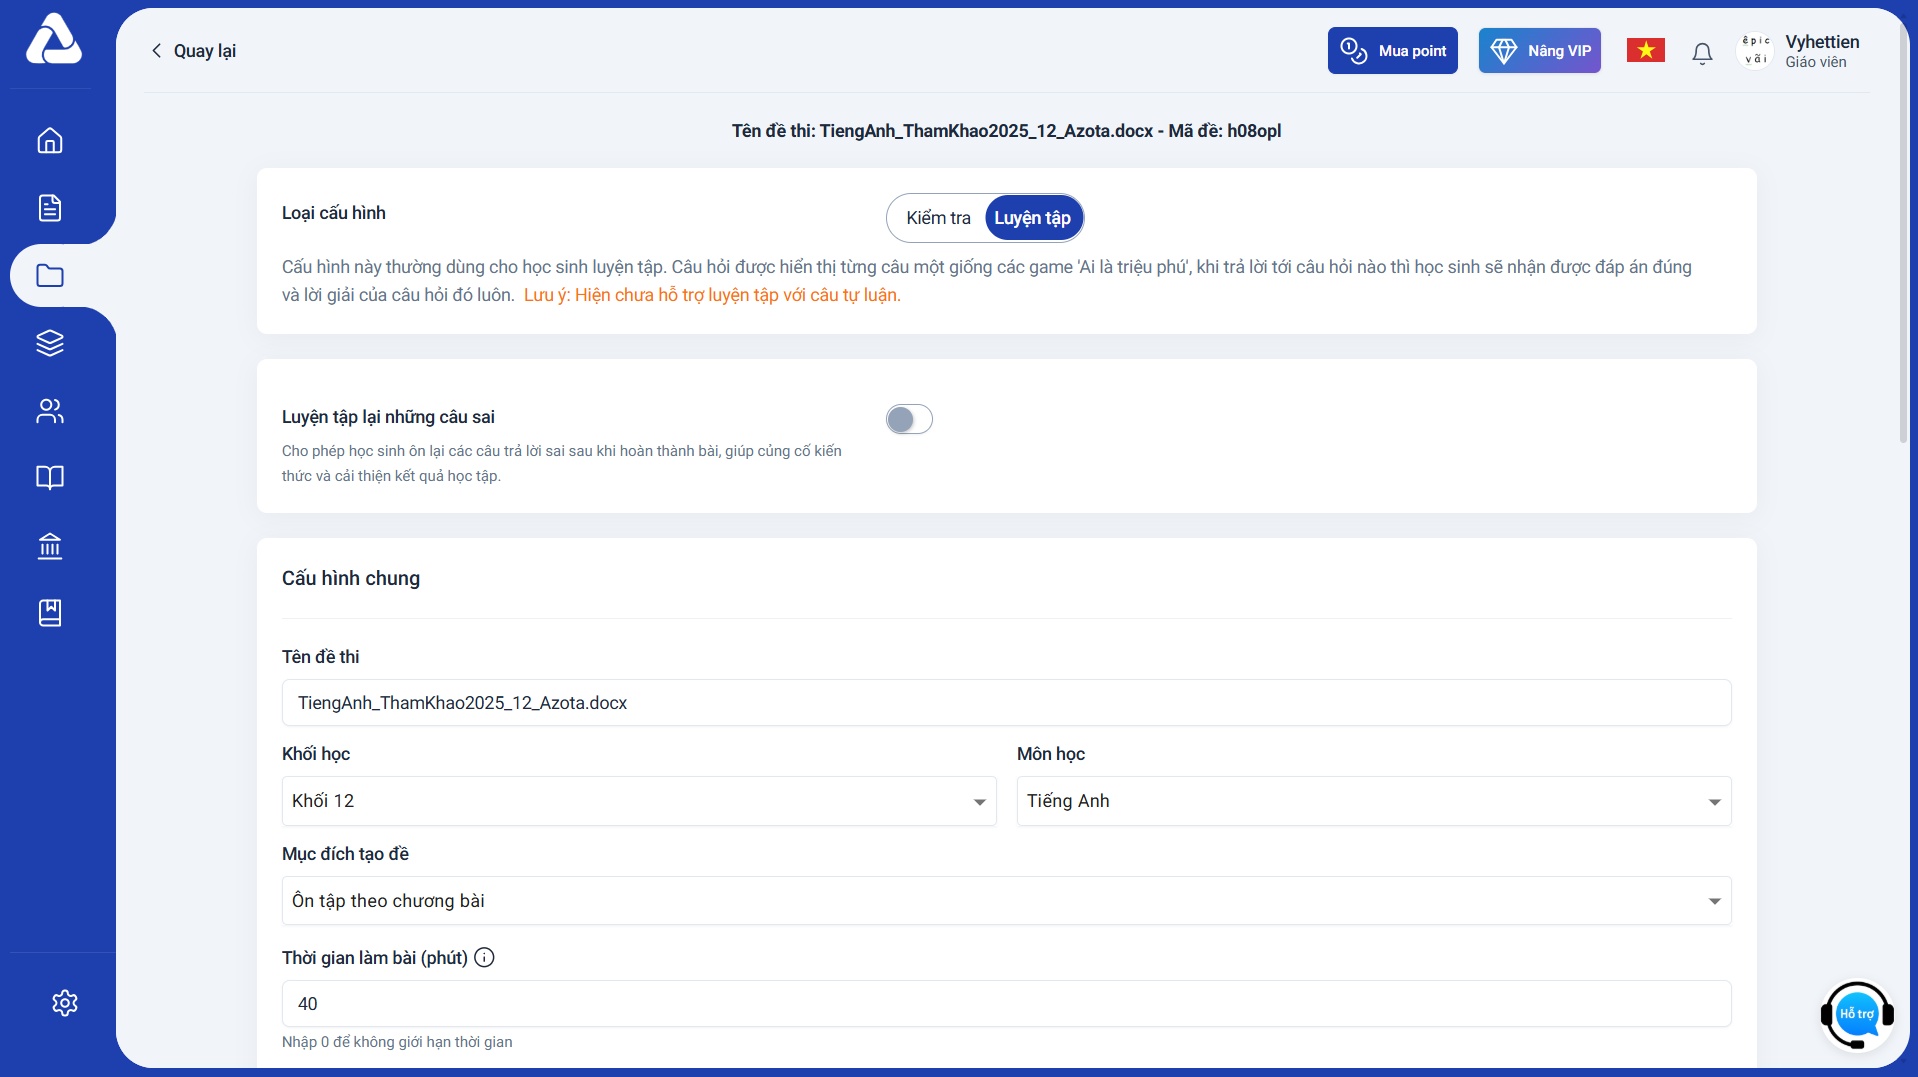 Quay lại
Mua point
Nâng VIP
êpic
vãi
Vyhettien
Giáo viên
Tên đề thi: TiengAnh_ThamKhao2025_12_Azota.docx - Mã đề: h08opl
Loại cấu hình
Kiểm tra
Luyện tập
Cấu hình này thường dùng cho học sinh luyện tập. Câu hỏi được hiển thị từng câu một giống các game 'Ai là triệu phú', khi trả lời tới câu hỏi nào thì học sinh sẽ nhận được đáp án đúng
và lời giải của câu hỏi đó luôn. Lưu ý: Hiện chưa hỗ trợ luyện tập với câu tự luận.
Luyện tập lại những câu sai
Cho phép học sinh ôn lại các câu trả lời sai sau khi hoàn thành bài, giúp củng cố kiến
thức và cải thiện kết quả học tập.
Cấu hình chung
Tên đề thi
TiengAnh_ThamKhao2025_12_Azota.docx
Khối học
Môn học
Khối 12
Tiếng Anh
Mục đích tạo đề
Ôn tập theo chương bài
Thời gian làm bài (phút)
40
Nhập 0 để không giới hạn thời gian
Hỗ trợ